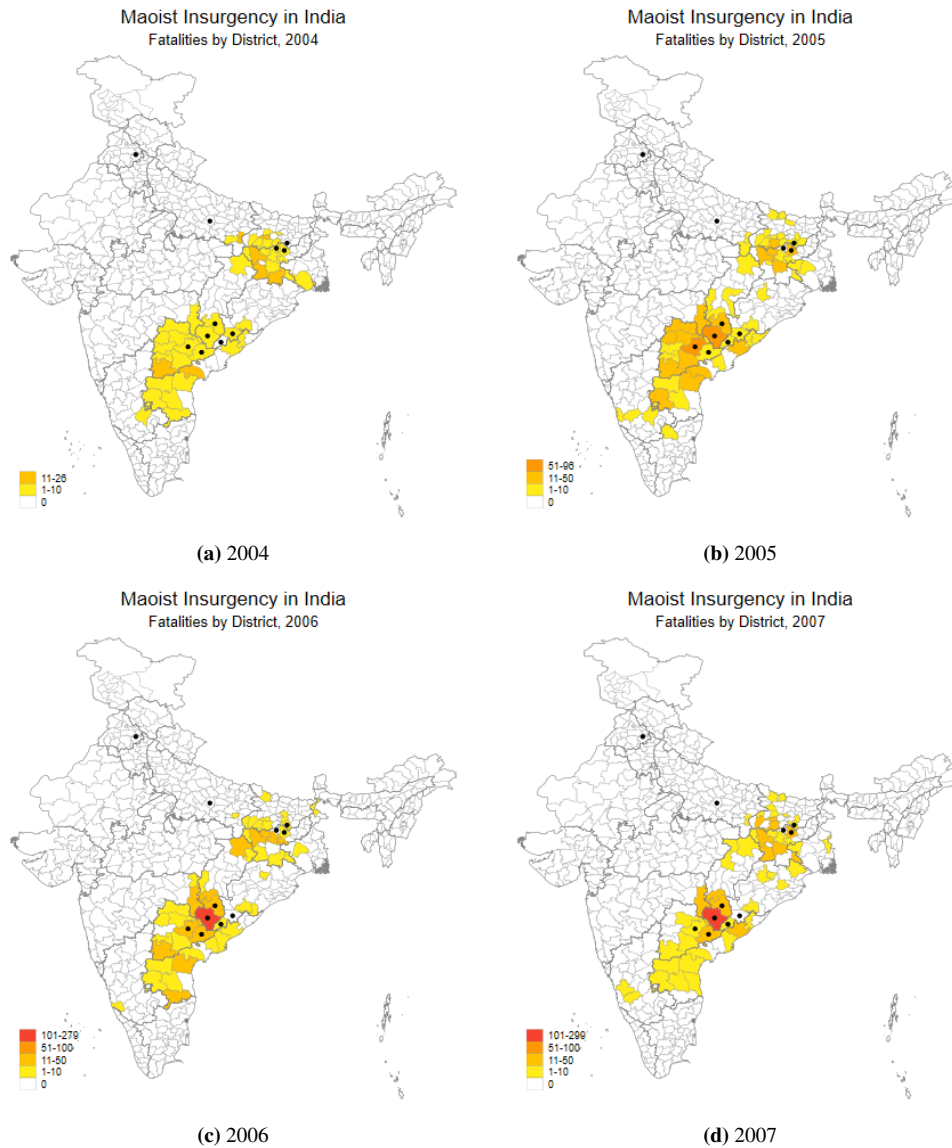 Maoist Insurgency in India
Fatalities by District, 2004
11-26
1-10
0
(a) 2004
Maoist Insurgency in India
Fatalities by District, 2005
51-96
11-50
1-10
0
(b) 2005
Maoist Insurgency in India
Fatalities by District, 2006
101-279
51-100
11-50
1-10
0
(c) 2006
Maoist Insurgency in India
Fatalities by District, 2007
101-299
51-100
11-50
1-10
0
(d) 2007